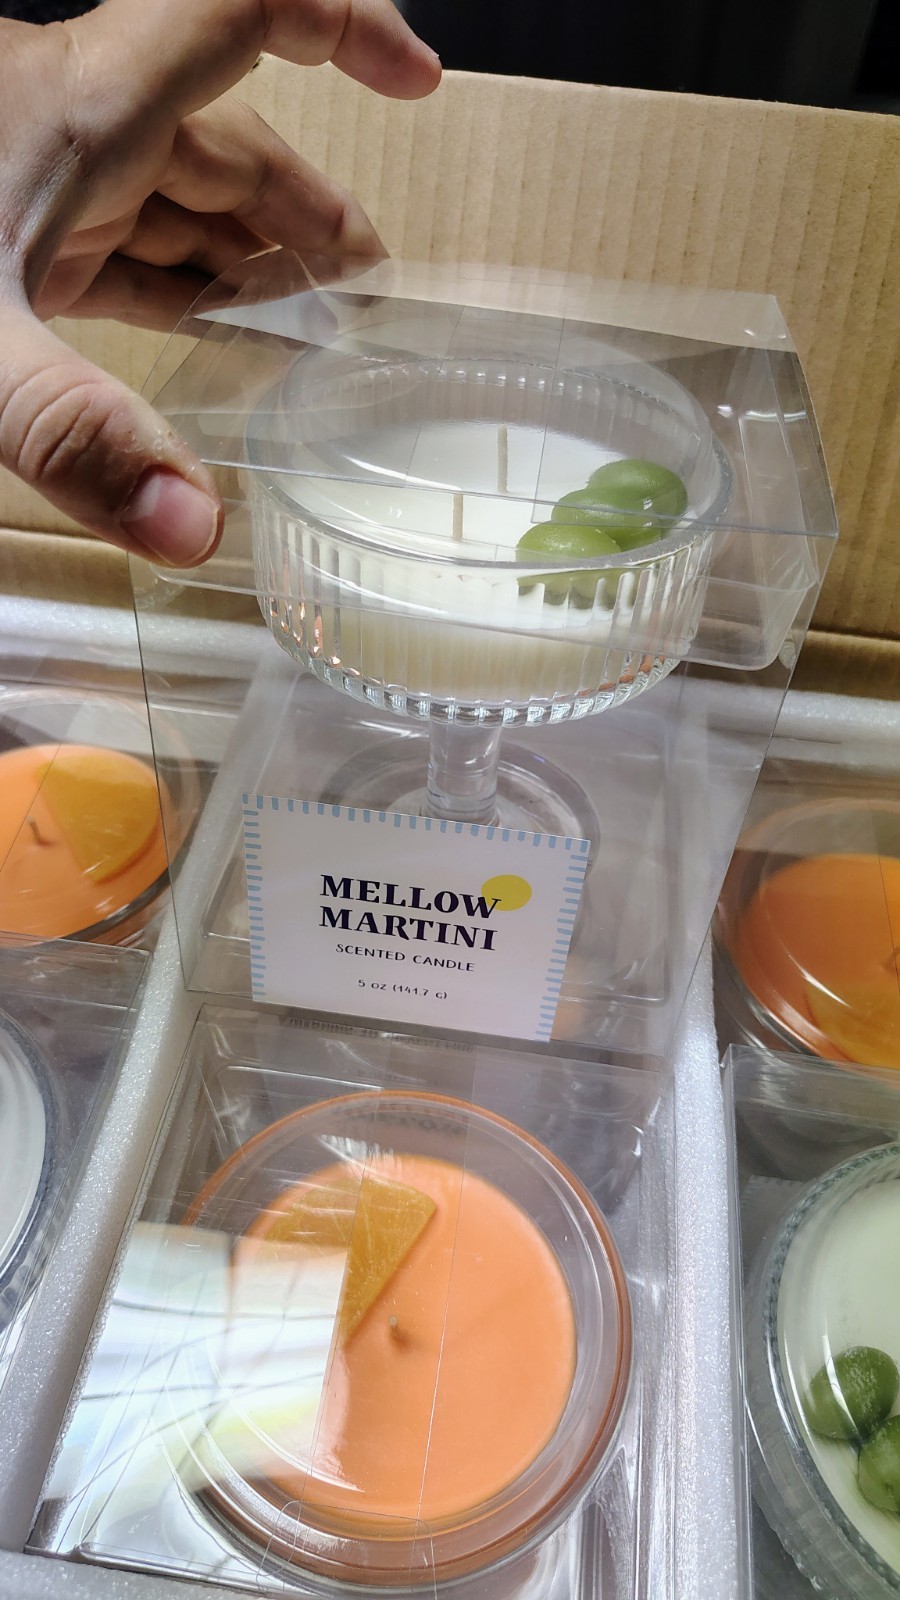 MELLOW
MARTINI
SCENTED CANDLE
5 oz (141.7 g)